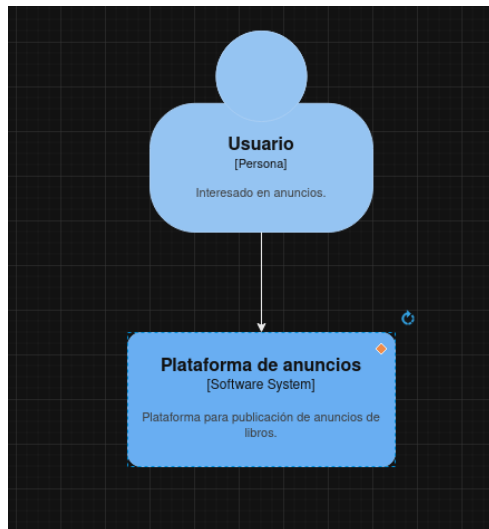 Usuario
[Persona]
Interesado en anuncios.
Plataforma de anuncios
[Software System]
Plataforma para publicación de anuncios de
libros.